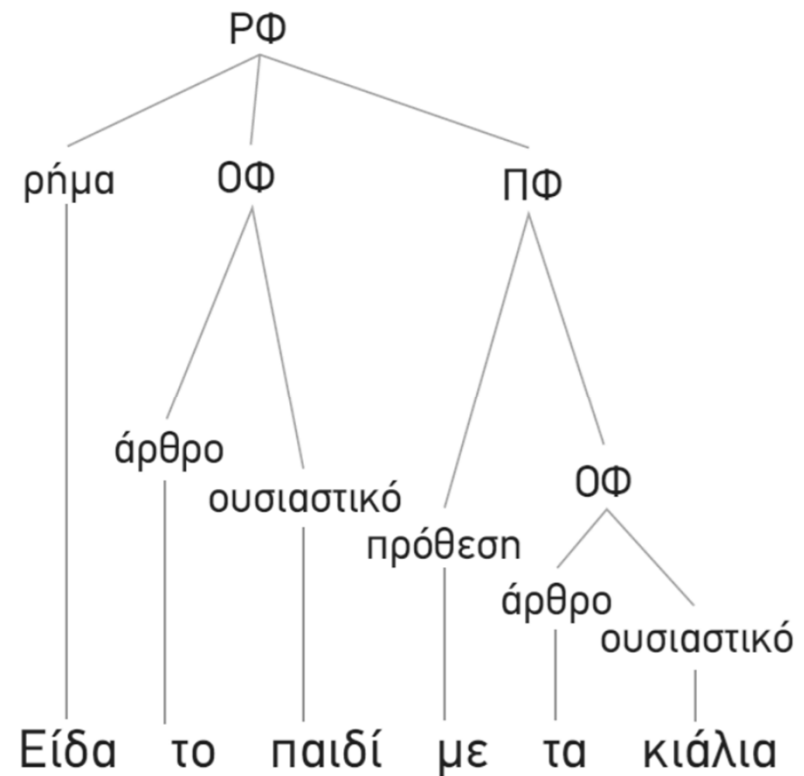 ΡΦ
ρήμα ΟΦ ΠΦ
άρθρο
ουσιαστικό
ΟΦ
πρόθεση
άρθρο
ουσιαστικό
Είδα το παιδί με τα κιάλια